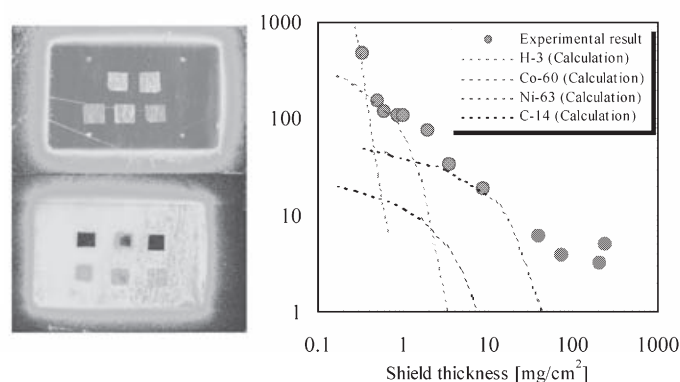 1000
100
10
1
0.1
1
10
100
1000
Experimental result
H-3 (Calculation)
Co-60 (Calculation)
Ni-63 (Calculation)
C-14 (Calculation)
Shield thickness [mg/cm²]